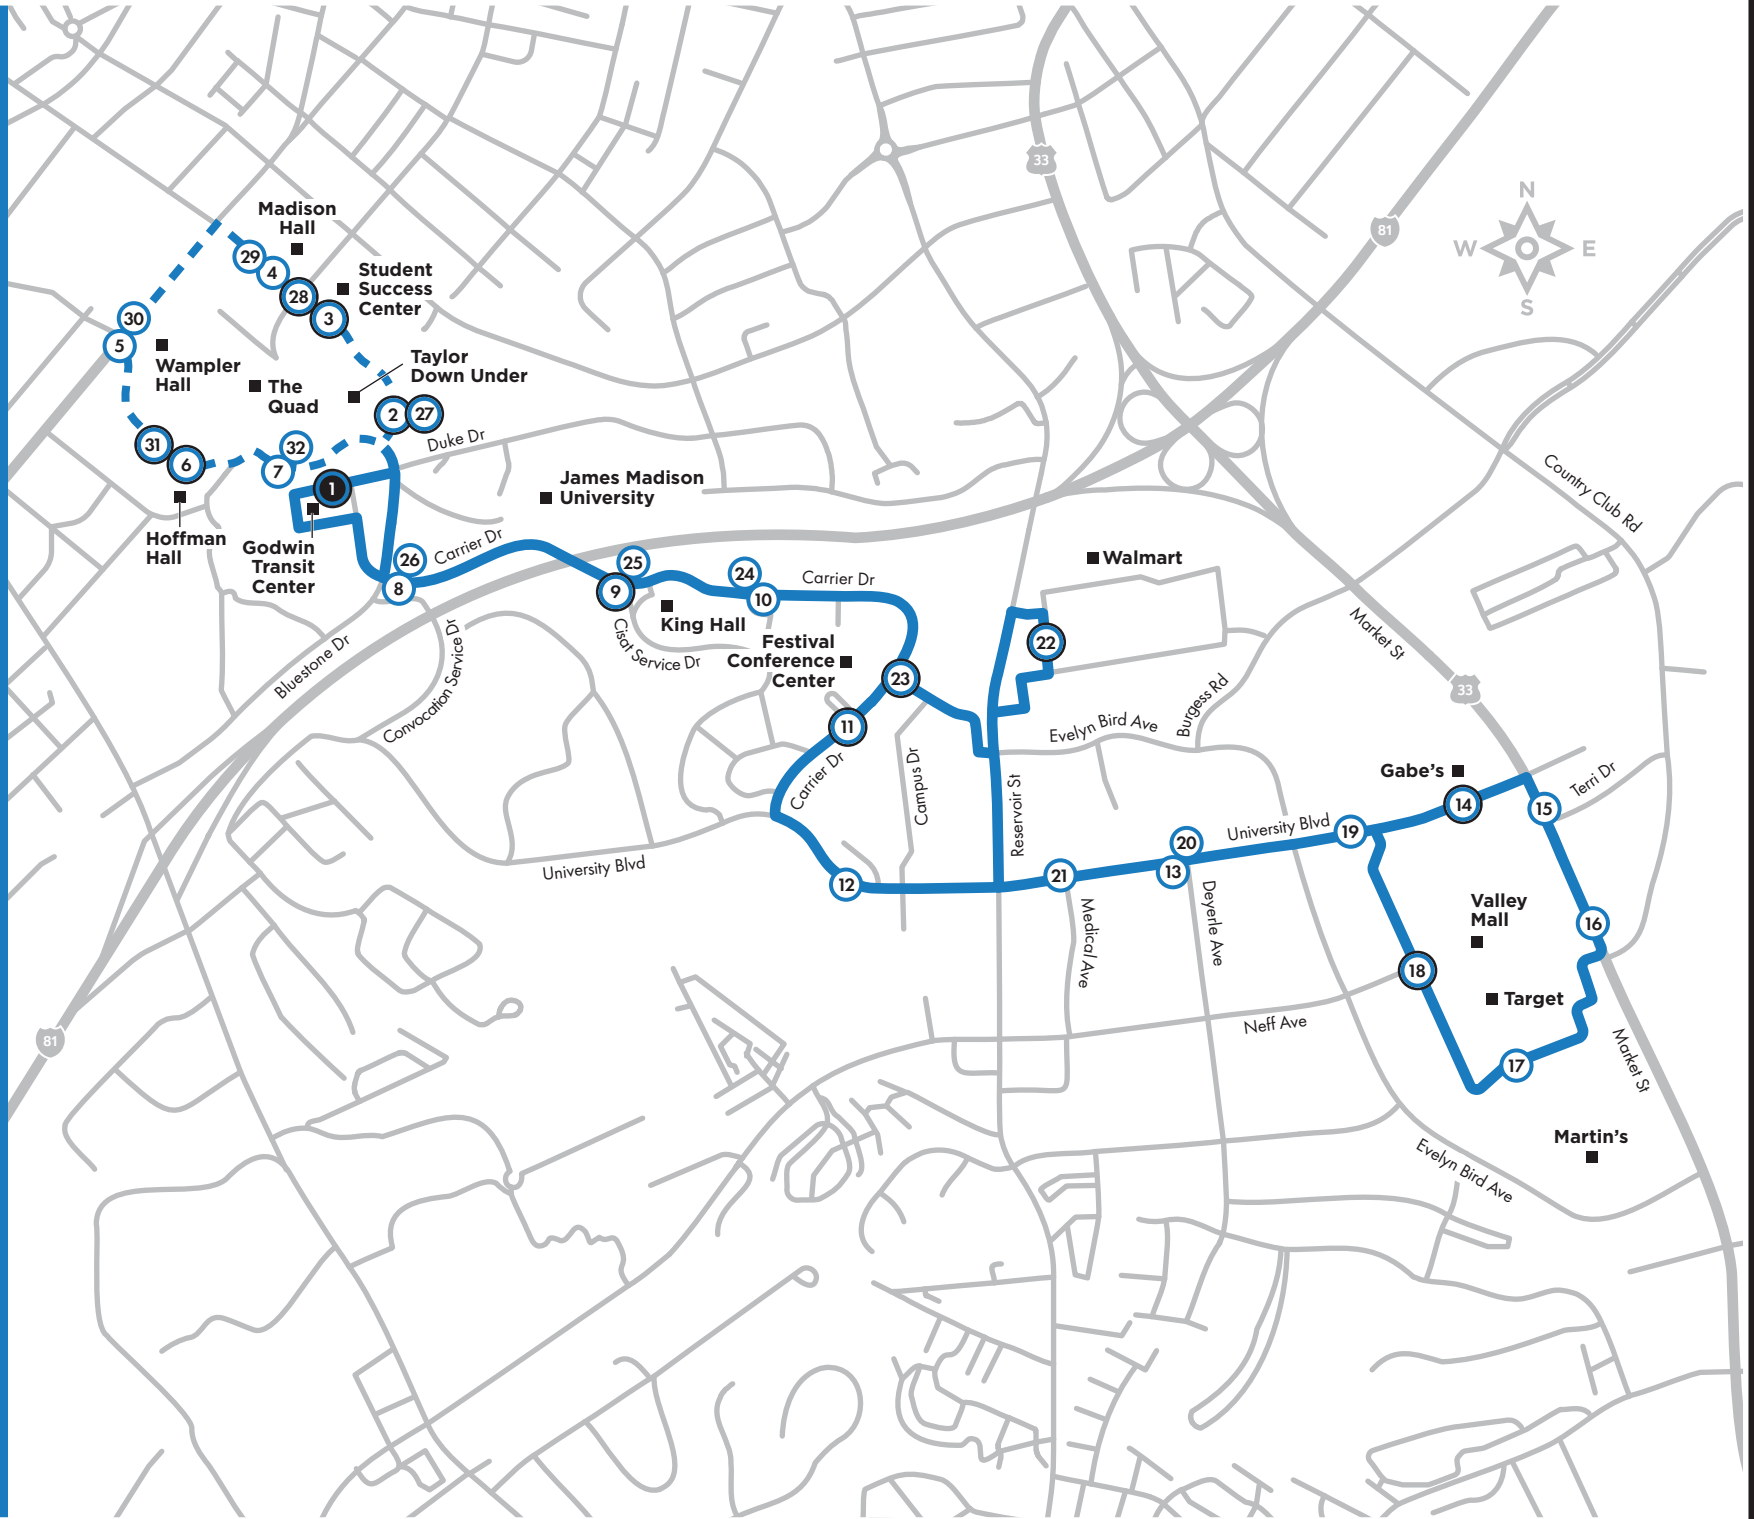 33
81
N
W
E
S
Madison
Hall
29
4
28
3
Student
Success
Center
30
5
Wampler
Hall
The
Quad
Taylor
Down Under
2
27
Duke Dr
31
6
7
32
1
Hoffman
Hall
Godwin
Transit
Center
James Madison
University
26
8
Carrier Dr
25
9
24
10
Carrier Dr
King Hall
Cisat Service Dr
Festival
Conference
Center
Walmart
22
23
11
Country Club Rd
Market St
33
Bluestone Dr
Convocation Service Dr
Burgess Rd
Evelyn Bird Ave
Carrier Dr
Campus Dr
Reservoir St
Gabe's
14
15
Terri Dr
University Blvd
19
20
13
21
12
University Blvd
Medical Ave
Deyerle Ave
Valley
Mall
16
18
Target
17
Neff Ave
Market St
81
Martin's
Evelyn Bird Ave